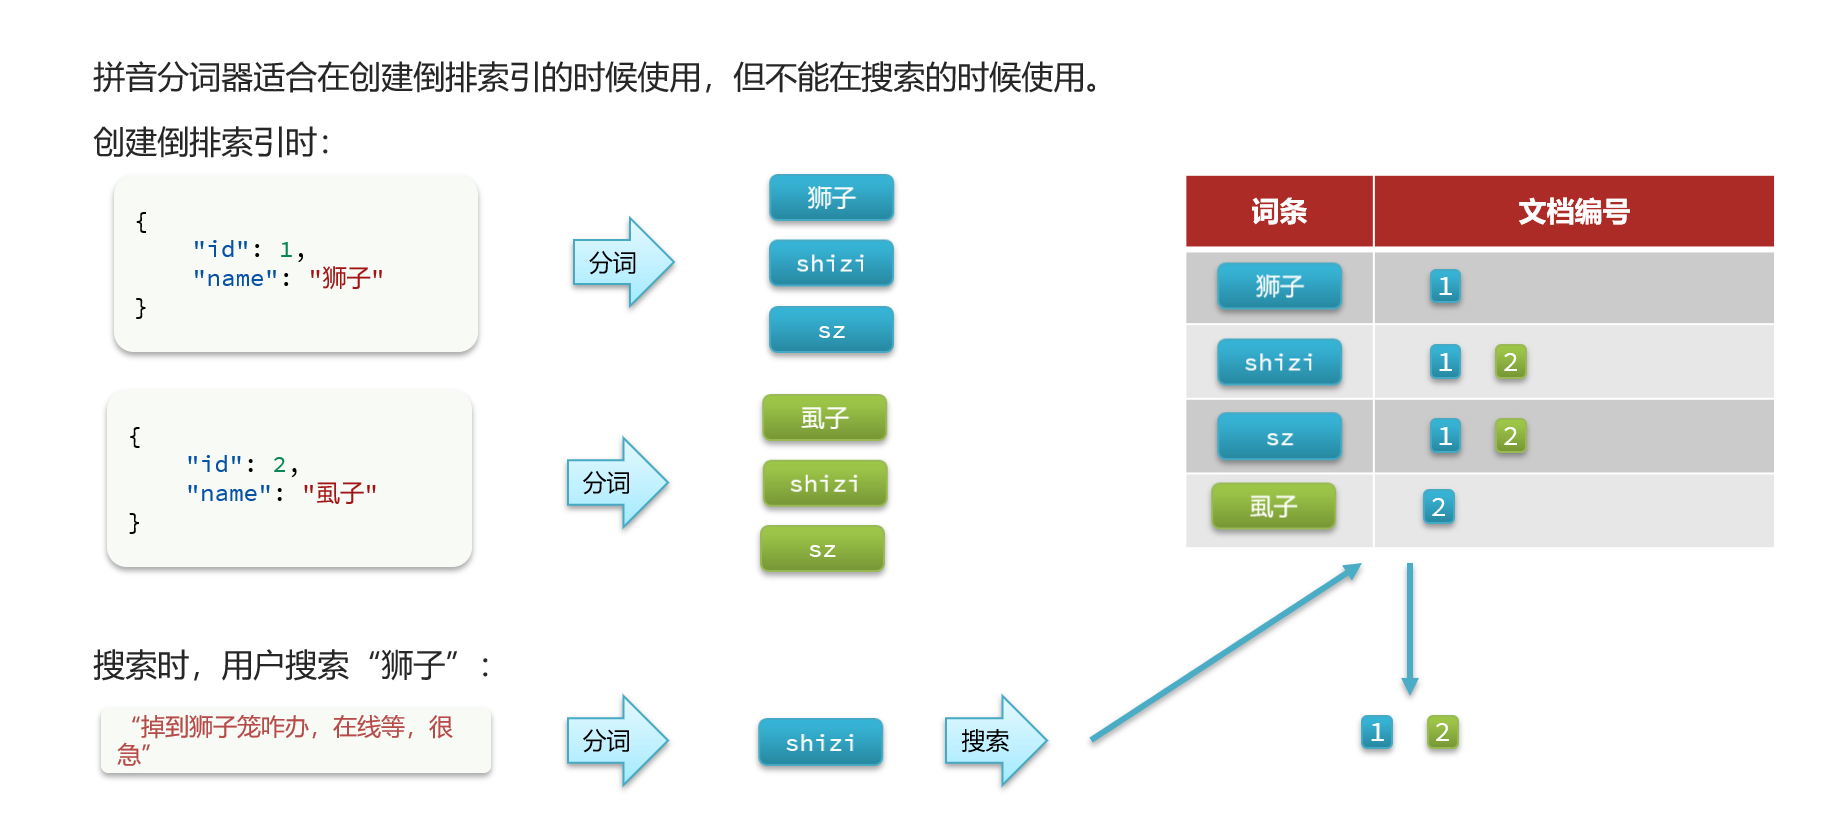 拼音分词器适合在创建倒排索引的时候使用，但不能在搜索的时候使用。
创建倒排索引时：
{
"id": 1,
"name": "狮子"
}
分词
狮子
shizi
sz
{
"id": 2,
"name": "虱子"
}
分词
虱子
shizi
sz
词条 文档编号
狮子 1
shizi 1 2
sz 1 2
虱子 2
搜索时，用户搜索“狮子”：
“掉到狮子笼咋办，在线等，很
急”
分词
shizi
搜索
1 2